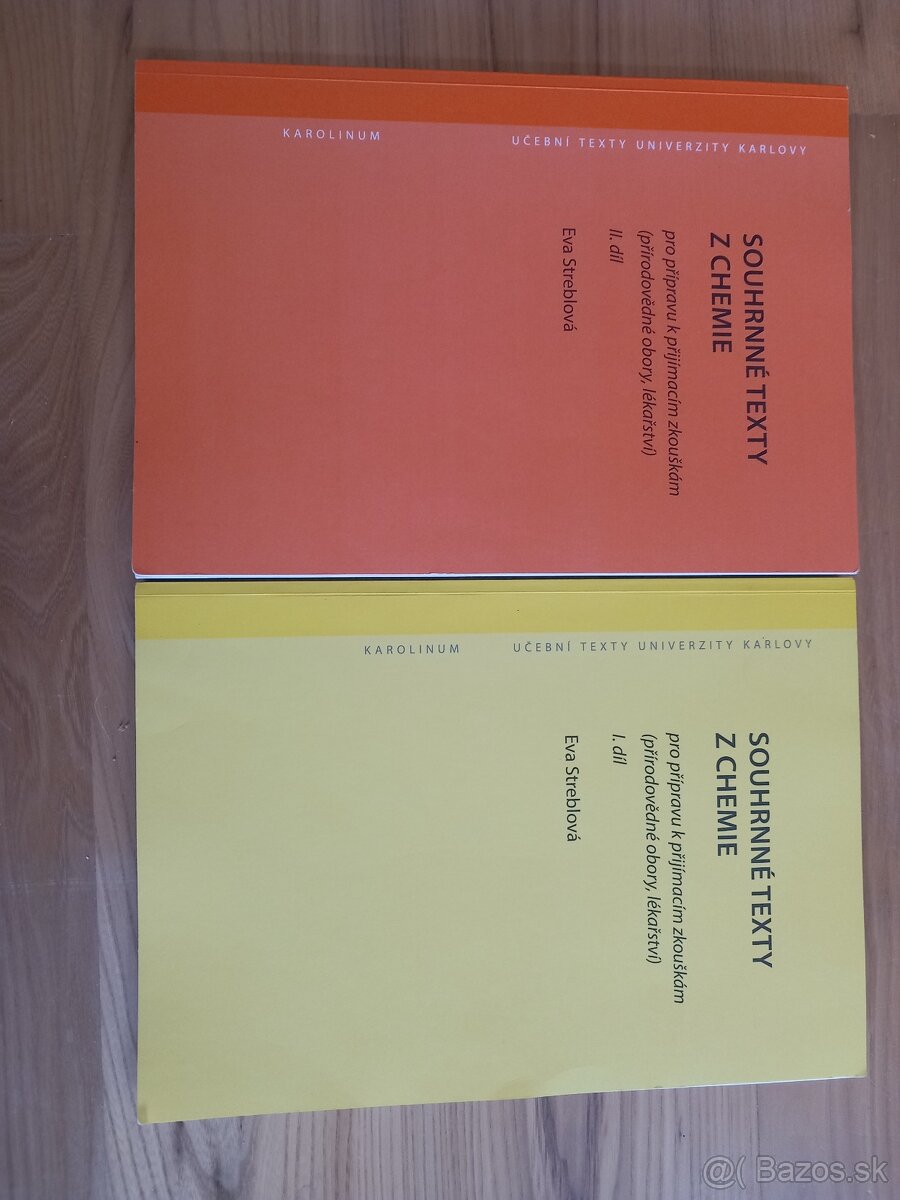 KAROLINUM
UČEBNÍ TEXTY UNIVERZITY KARLOVY
SOUHRNNÉ TEXTY
Z CHEMIE
pro přípravu k přijímacím zkouškám
(přírodovědné obory, lékařství)
II. díl
Eva Streblová
KAROLINUM
UČEBNÍ TEXTY UNIVERZITY KARLOVY
SOUHRNNÉ TEXTY
Z CHEMIE
pro přípravu k přijímacím zkouškám
(přírodovědné obory, lékařství)
I. díl
Eva Streblová
@( Bazos.sk